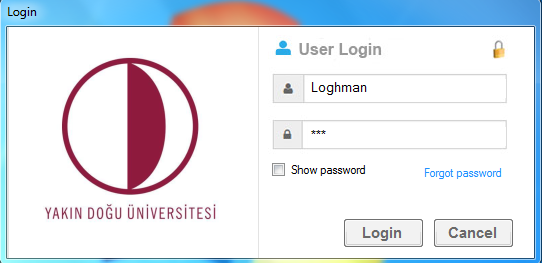 Login
User Login
Loghman
***
Show password
Forgot password
Login
Cancel
YAKIN DOĞU ÜNİVERSİTESİ